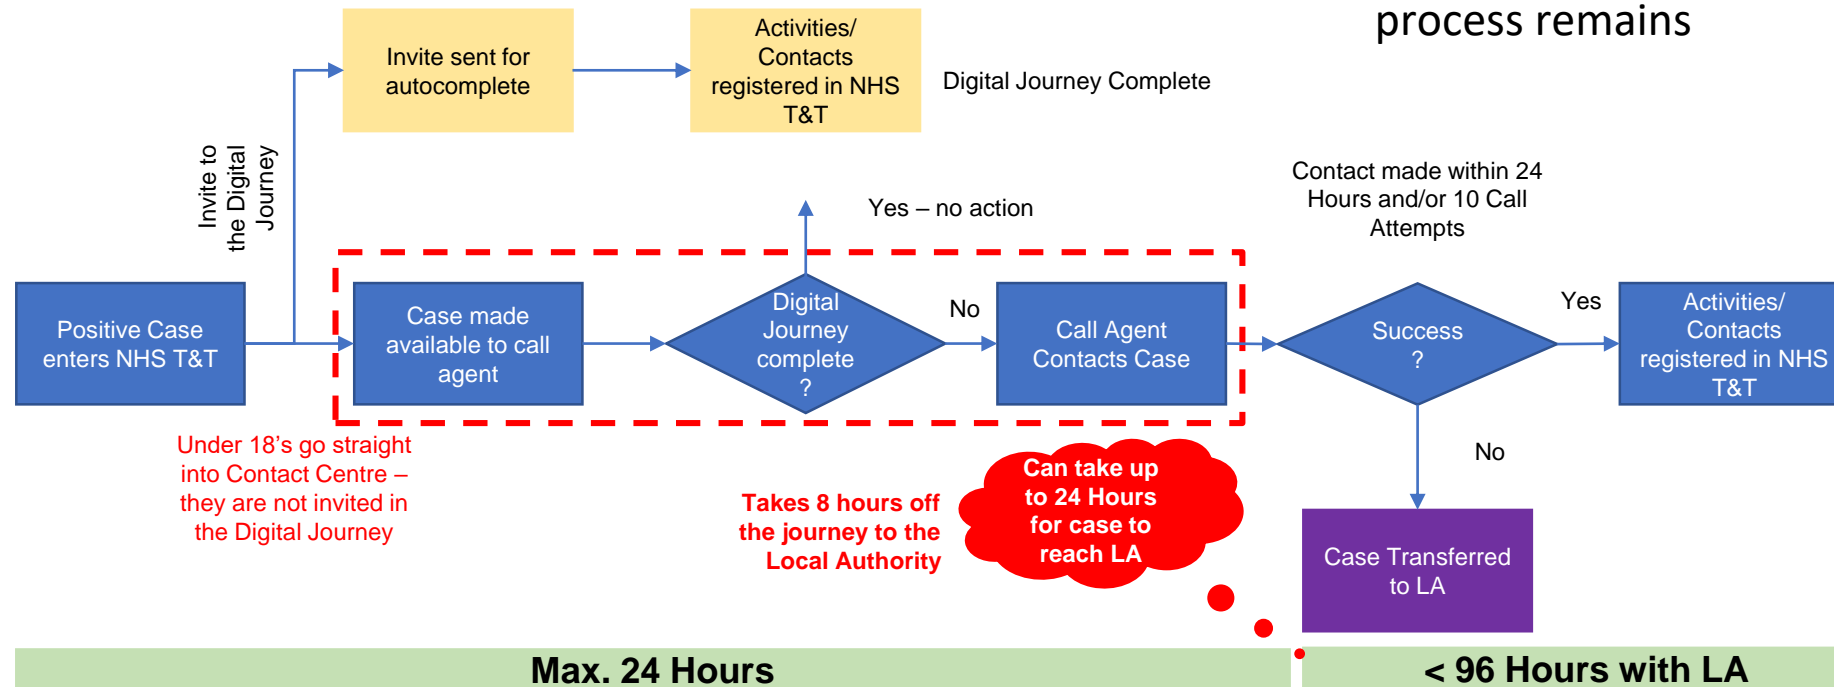 process remains
Invite sent for
autocomplete
Activities/
Contacts
registered in NHS
T&T
Digital Journey Complete
Invite to
the Digital
Journey
Yes – no action
Contact made within 24
Hours and/or 10 Call
Attempts
Positive Case
enters NHS T&T
Case made
available to call
agent
Digital
Journey
complete
?
No
Call Agent
Contacts Case
Success
?
Yes
Activities/
Contacts
registered in NHS
T&T
No
Under 18’s go straight
into Contact Centre –
they are not invited in
the Digital Journey
Takes 8 hours off
the journey to the
Local Authority
Can take up
to 24 Hours
for case to
reach LA
Case Transferred
to LA
Max. 24 Hours
< 96 Hours with LA